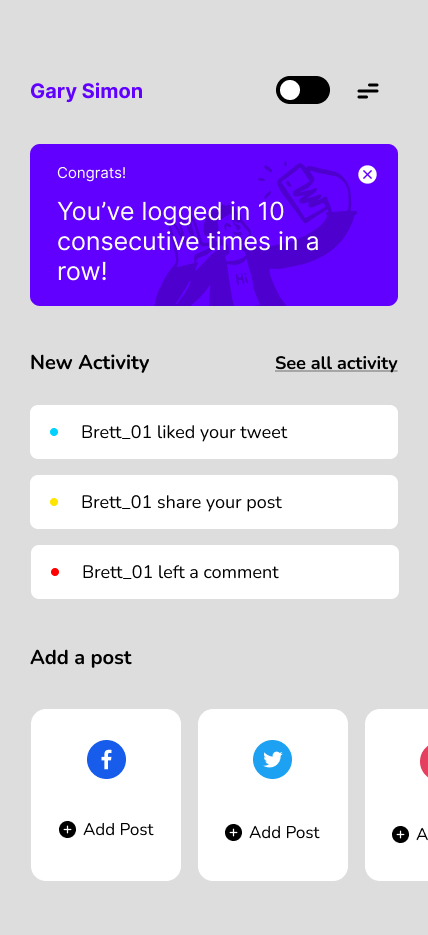 Gary Simon
Congrats!
You’ve logged in 10
consecutive times in a
row!
Hi
New Activity
See all activity
Brett_01 liked your tweet
Brett_01 share your post
Brett_01 left a comment
Add a post
Add Post
Add Post
A